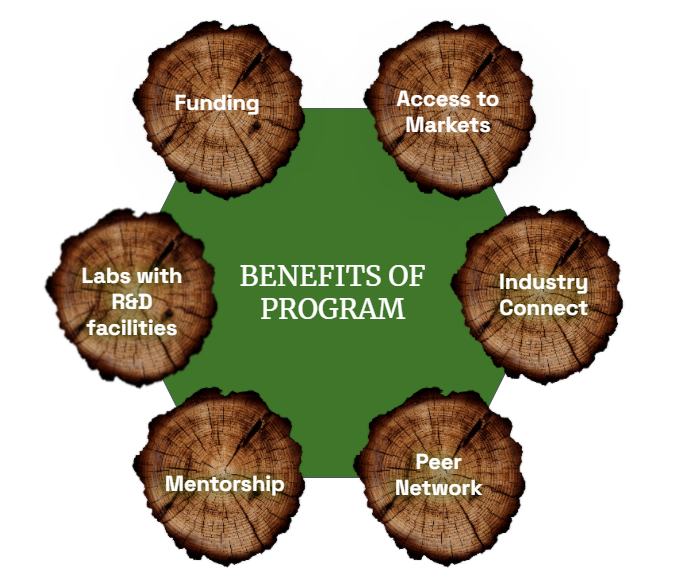 Funding
Access to
Markets
Labs with
R&D
facilities
BENEFITS OF
PROGRAM
Industry
Connect
Mentorship
Peer
Network